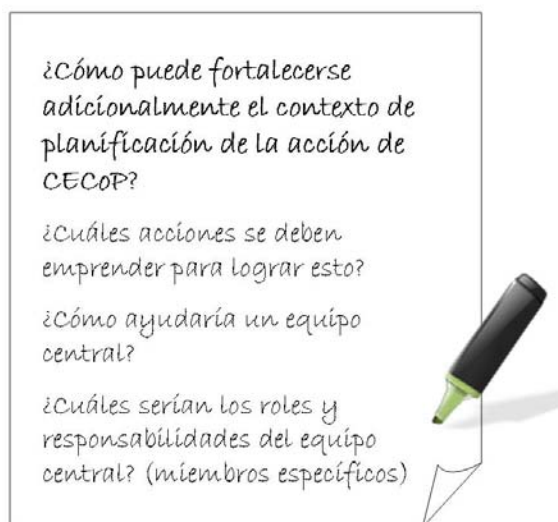 ¿Cómo puede fortalecerse
adicionalmente el contexto de
planificación de la acción de
CECoP?
¿Cuáles acciones se deben
emprender para lograr esto?
¿Cómo ayudaría un equipo
central?
¿Cuáles serían los roles y
responsabilidades del equipo
central? (miembros específicos)